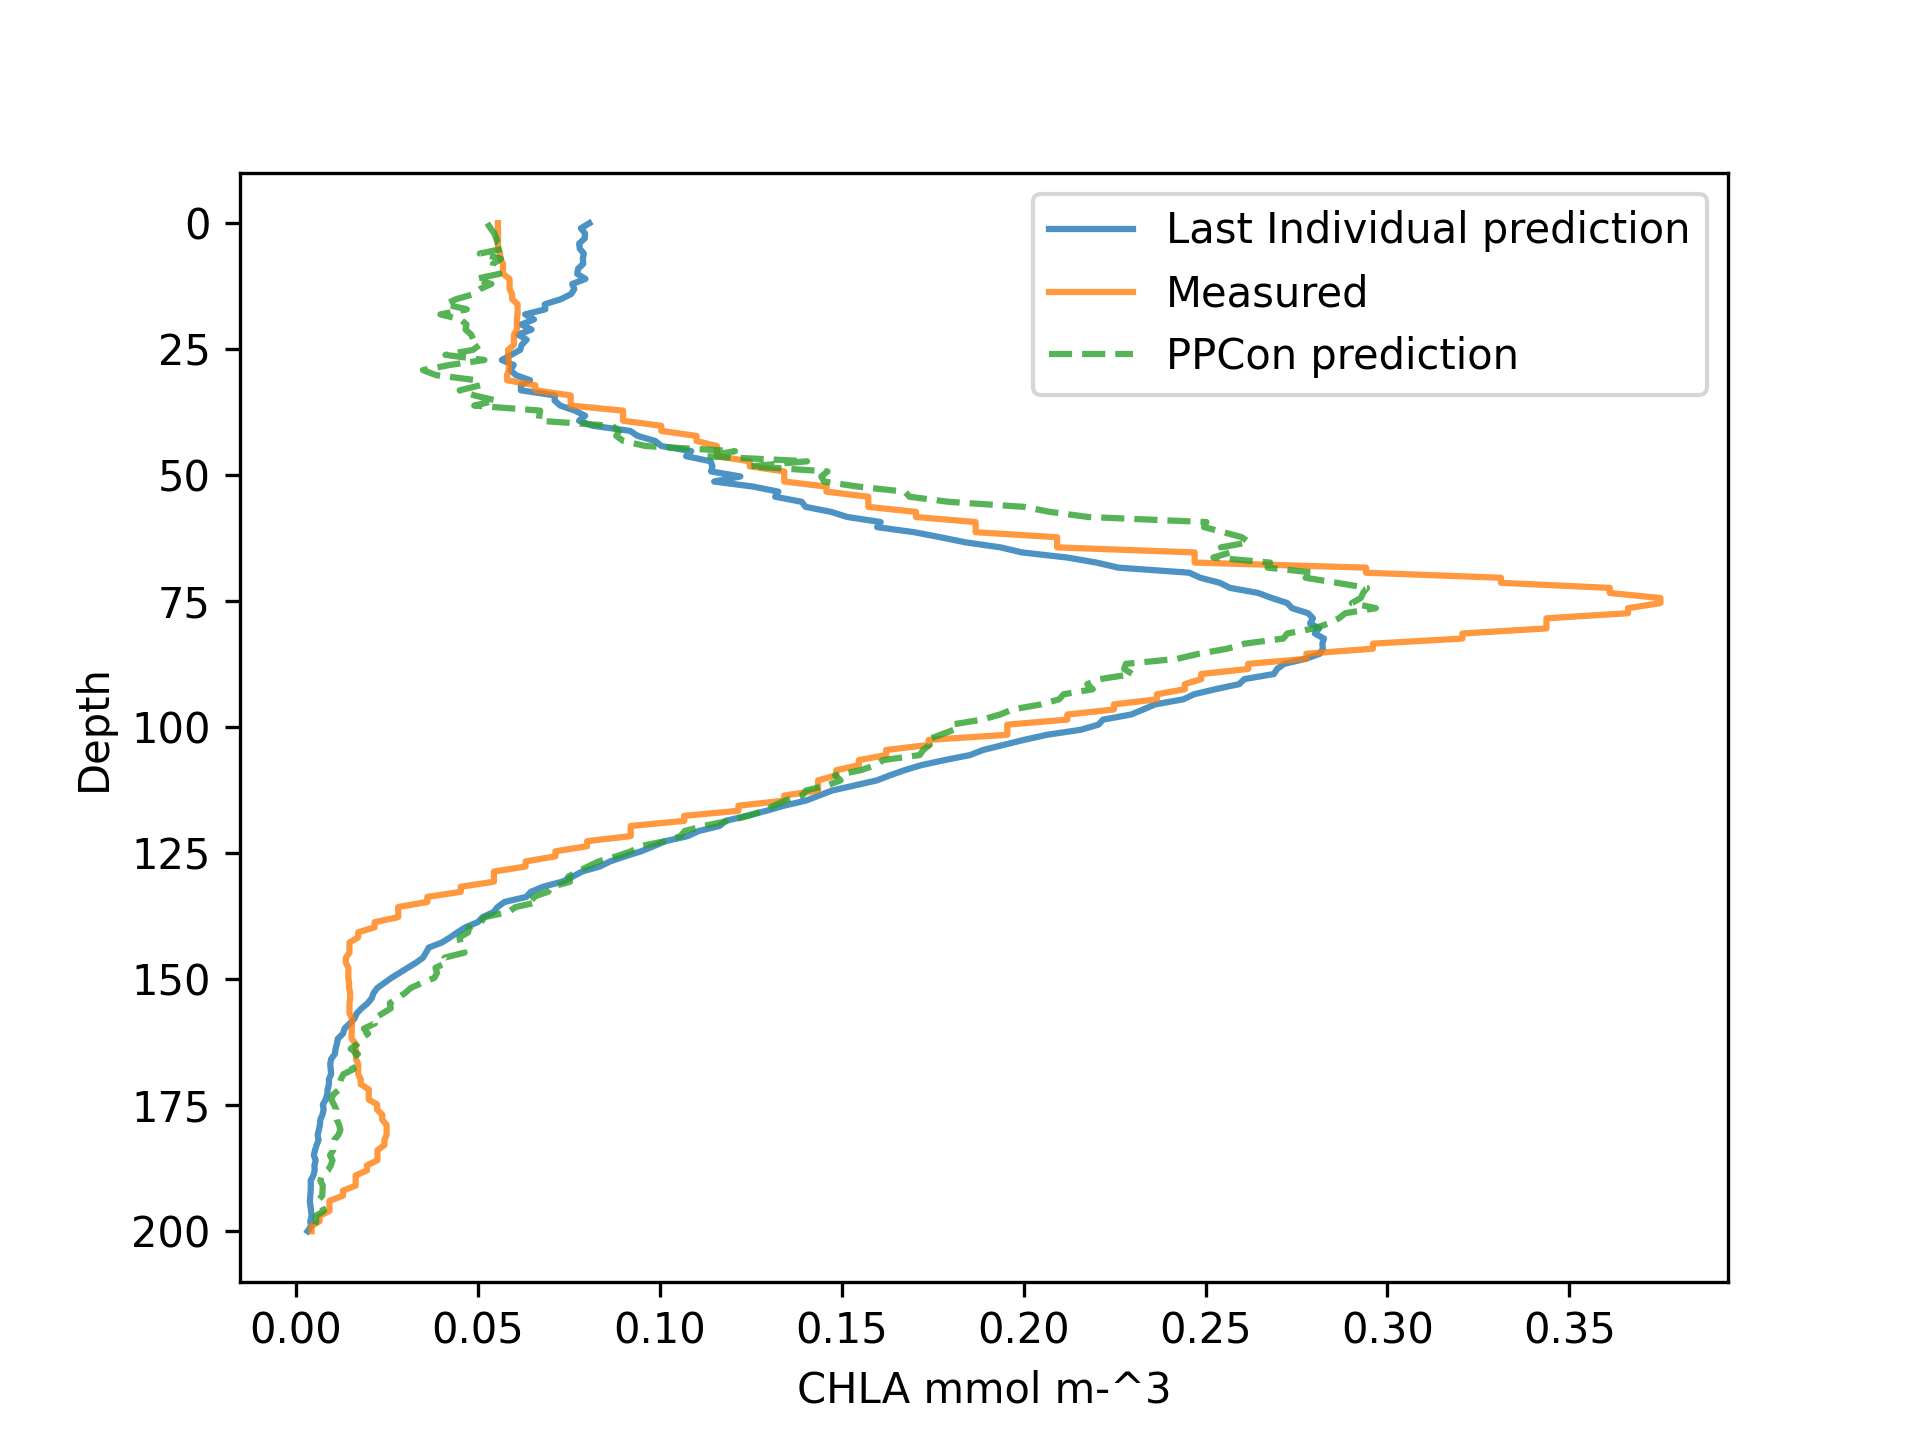 Last Individual prediction
Measured
PPCon prediction
0
25
50
75
100
125
150
175
200
Depth
0.00 0.05 0.10 0.15 0.20 0.25 0.30 0.35
CHLA mmol m-^3